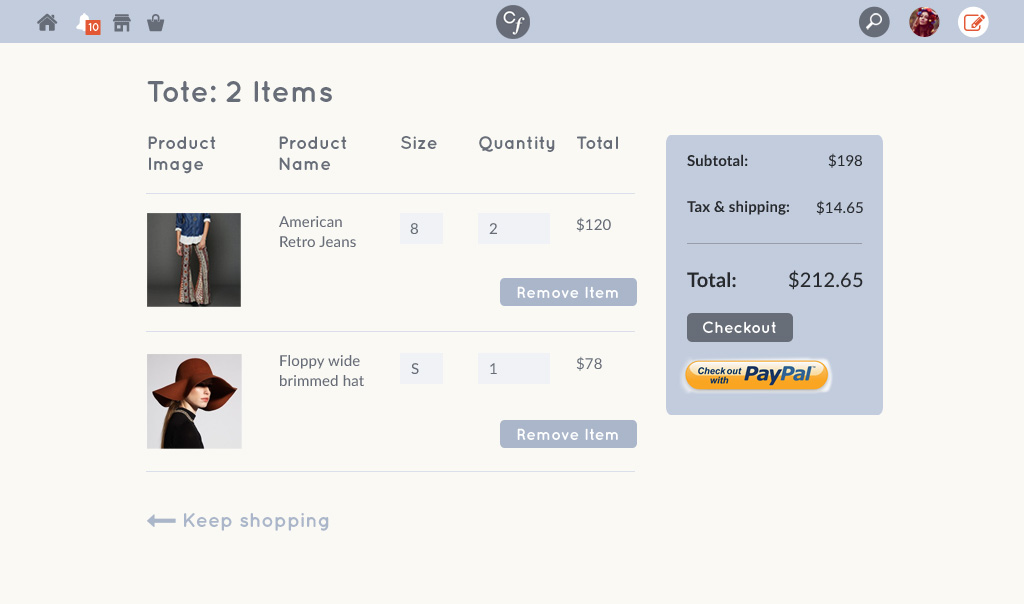 10
Cf
Tote: 2 Items
Product Image
Product Name
Size
Quantity
Total
American
Retro Jeans
8
2
$120
Remove Item
Floppy wide
brimmed hat
S
1
$78
Remove Item
Keep shopping
Subtotal: $198
Tax & shipping: $14.65
Total: $212.65
Checkout
Check out
with PayPal